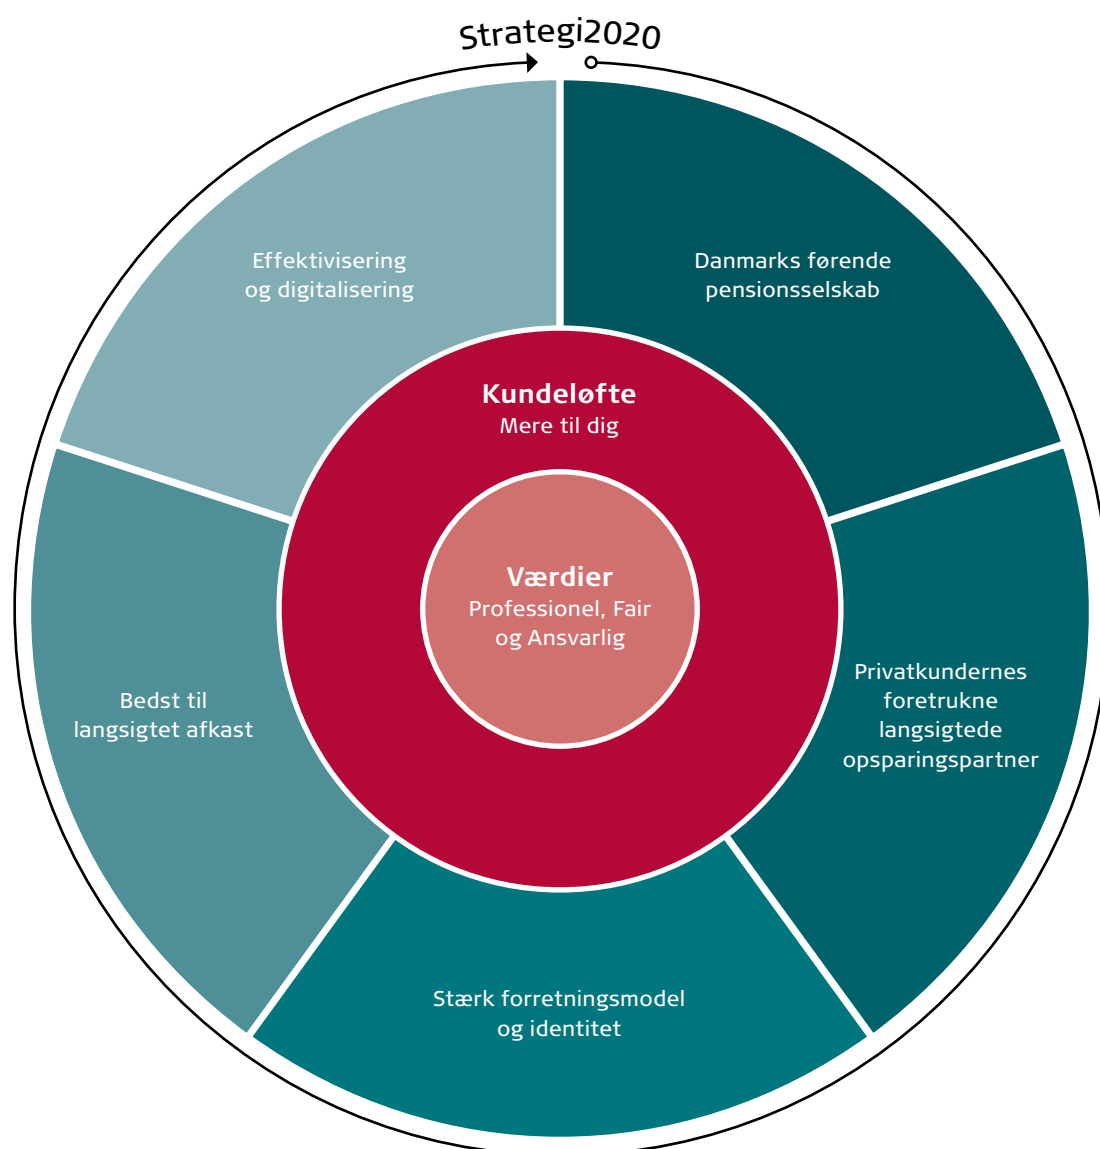 Strategi2020
Effektivisering
og digitalisering
Danmarks førende
pensionsselskab
Kundeløfte
Mere til dig
Værdier
Professionel, Fair
og Ansvarlig
Privatkundernes
foretrukne
langsigtede
opsparingspartner
Bedst til
langsigtet afkast
Stærk forretningsmodel
og identitet